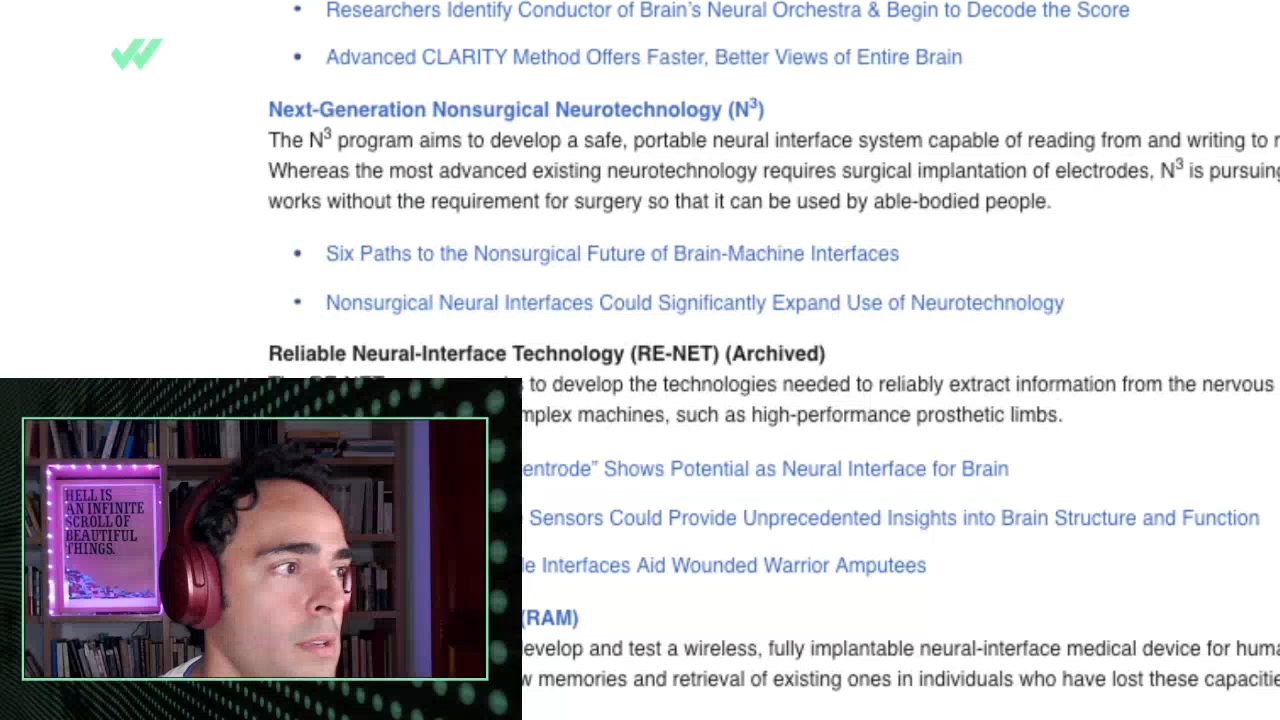 • Researchers Identify Conductor of Brain's Neural Orchestra & Begin to Decode the Score
• Advanced CLARITY Method Offers Faster, Better Views of Entire Brain
Next-Generation Nonsurgical Neurotechnology (N³)
The N³ program aims to develop a safe, portable neural interface system capable of reading from and writing to
Whereas the most advanced existing neurotechnology requires surgical implantation of electrodes, N³ is pursuing
works without the requirement for surgery so that it can be used by able-bodied people.
• Six Paths to the Nonsurgical Future of Brain-Machine Interfaces
• Nonsurgical Neural Interfaces Could Significantly Expand Use of Neurotechnology
Reliable Neural-Interface Technology (RE-NET) (Archived)
to develop the technologies needed to reliably extract information from the nervous
mplex machines, such as high-performance prosthetic limbs.
entrode” Shows Potential as Neural Interface for Brain
Sensors Could Provide Unprecedented Insights into Brain Structure and Function
le Interfaces Aid Wounded Warrior Amputees
(RAM)
evelop and test a wireless, fully implantable neural-interface medical device for huma
w memories and retrieval of existing ones in individuals who have lost these capacitie
HELL IS
AN INFINITE
SCROLL OF
BEAUTIFUL
THINGS.